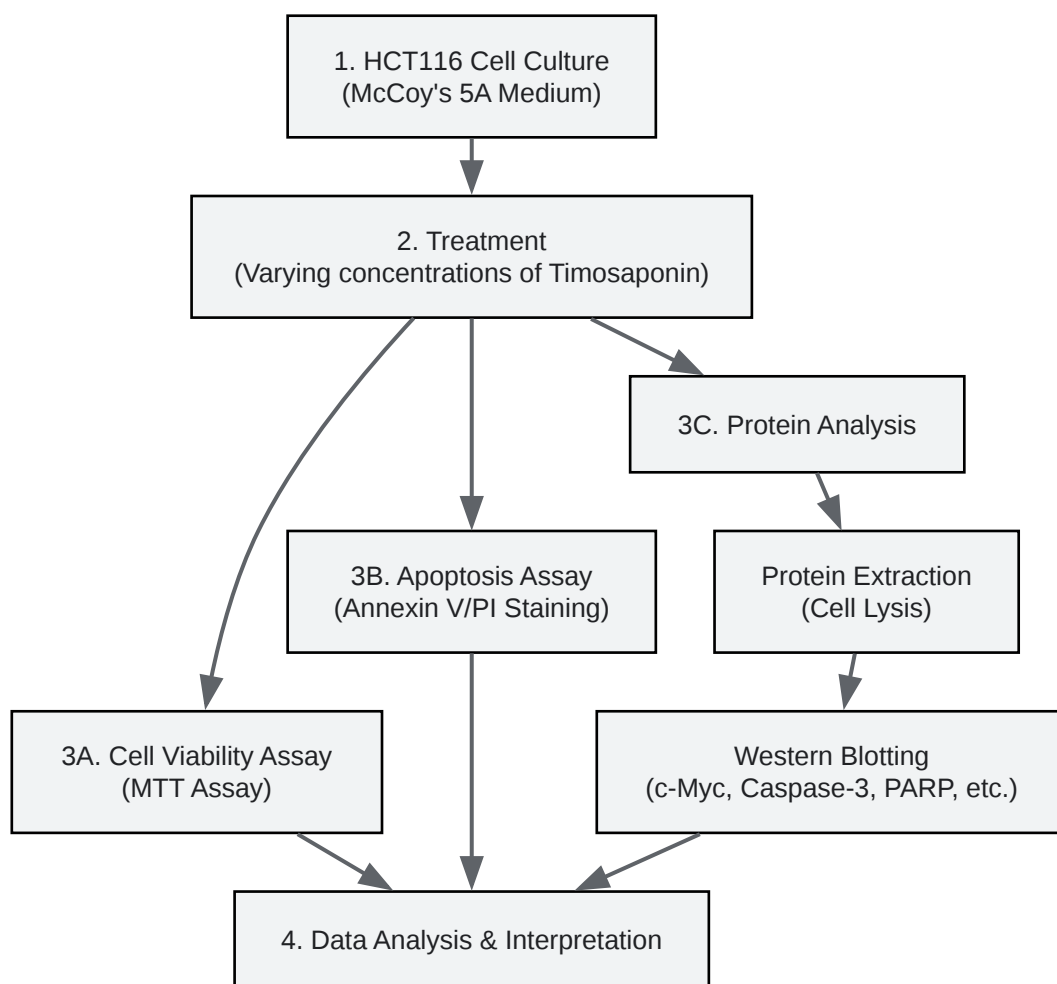 1. HCT116 Cell Culture
(McCoy's 5A Medium)
2. Treatment
(Varying concentrations of Timosaponin)
3C. Protein Analysis
3B. Apoptosis Assay
(Annexin V/PI Staining)
Protein Extraction
(Cell Lysis)
3A. Cell Viability Assay
(MTT Assay)
Western Blotting
(c-Myc, Caspase-3, PARP, etc.)
4. Data Analysis & Interpretation